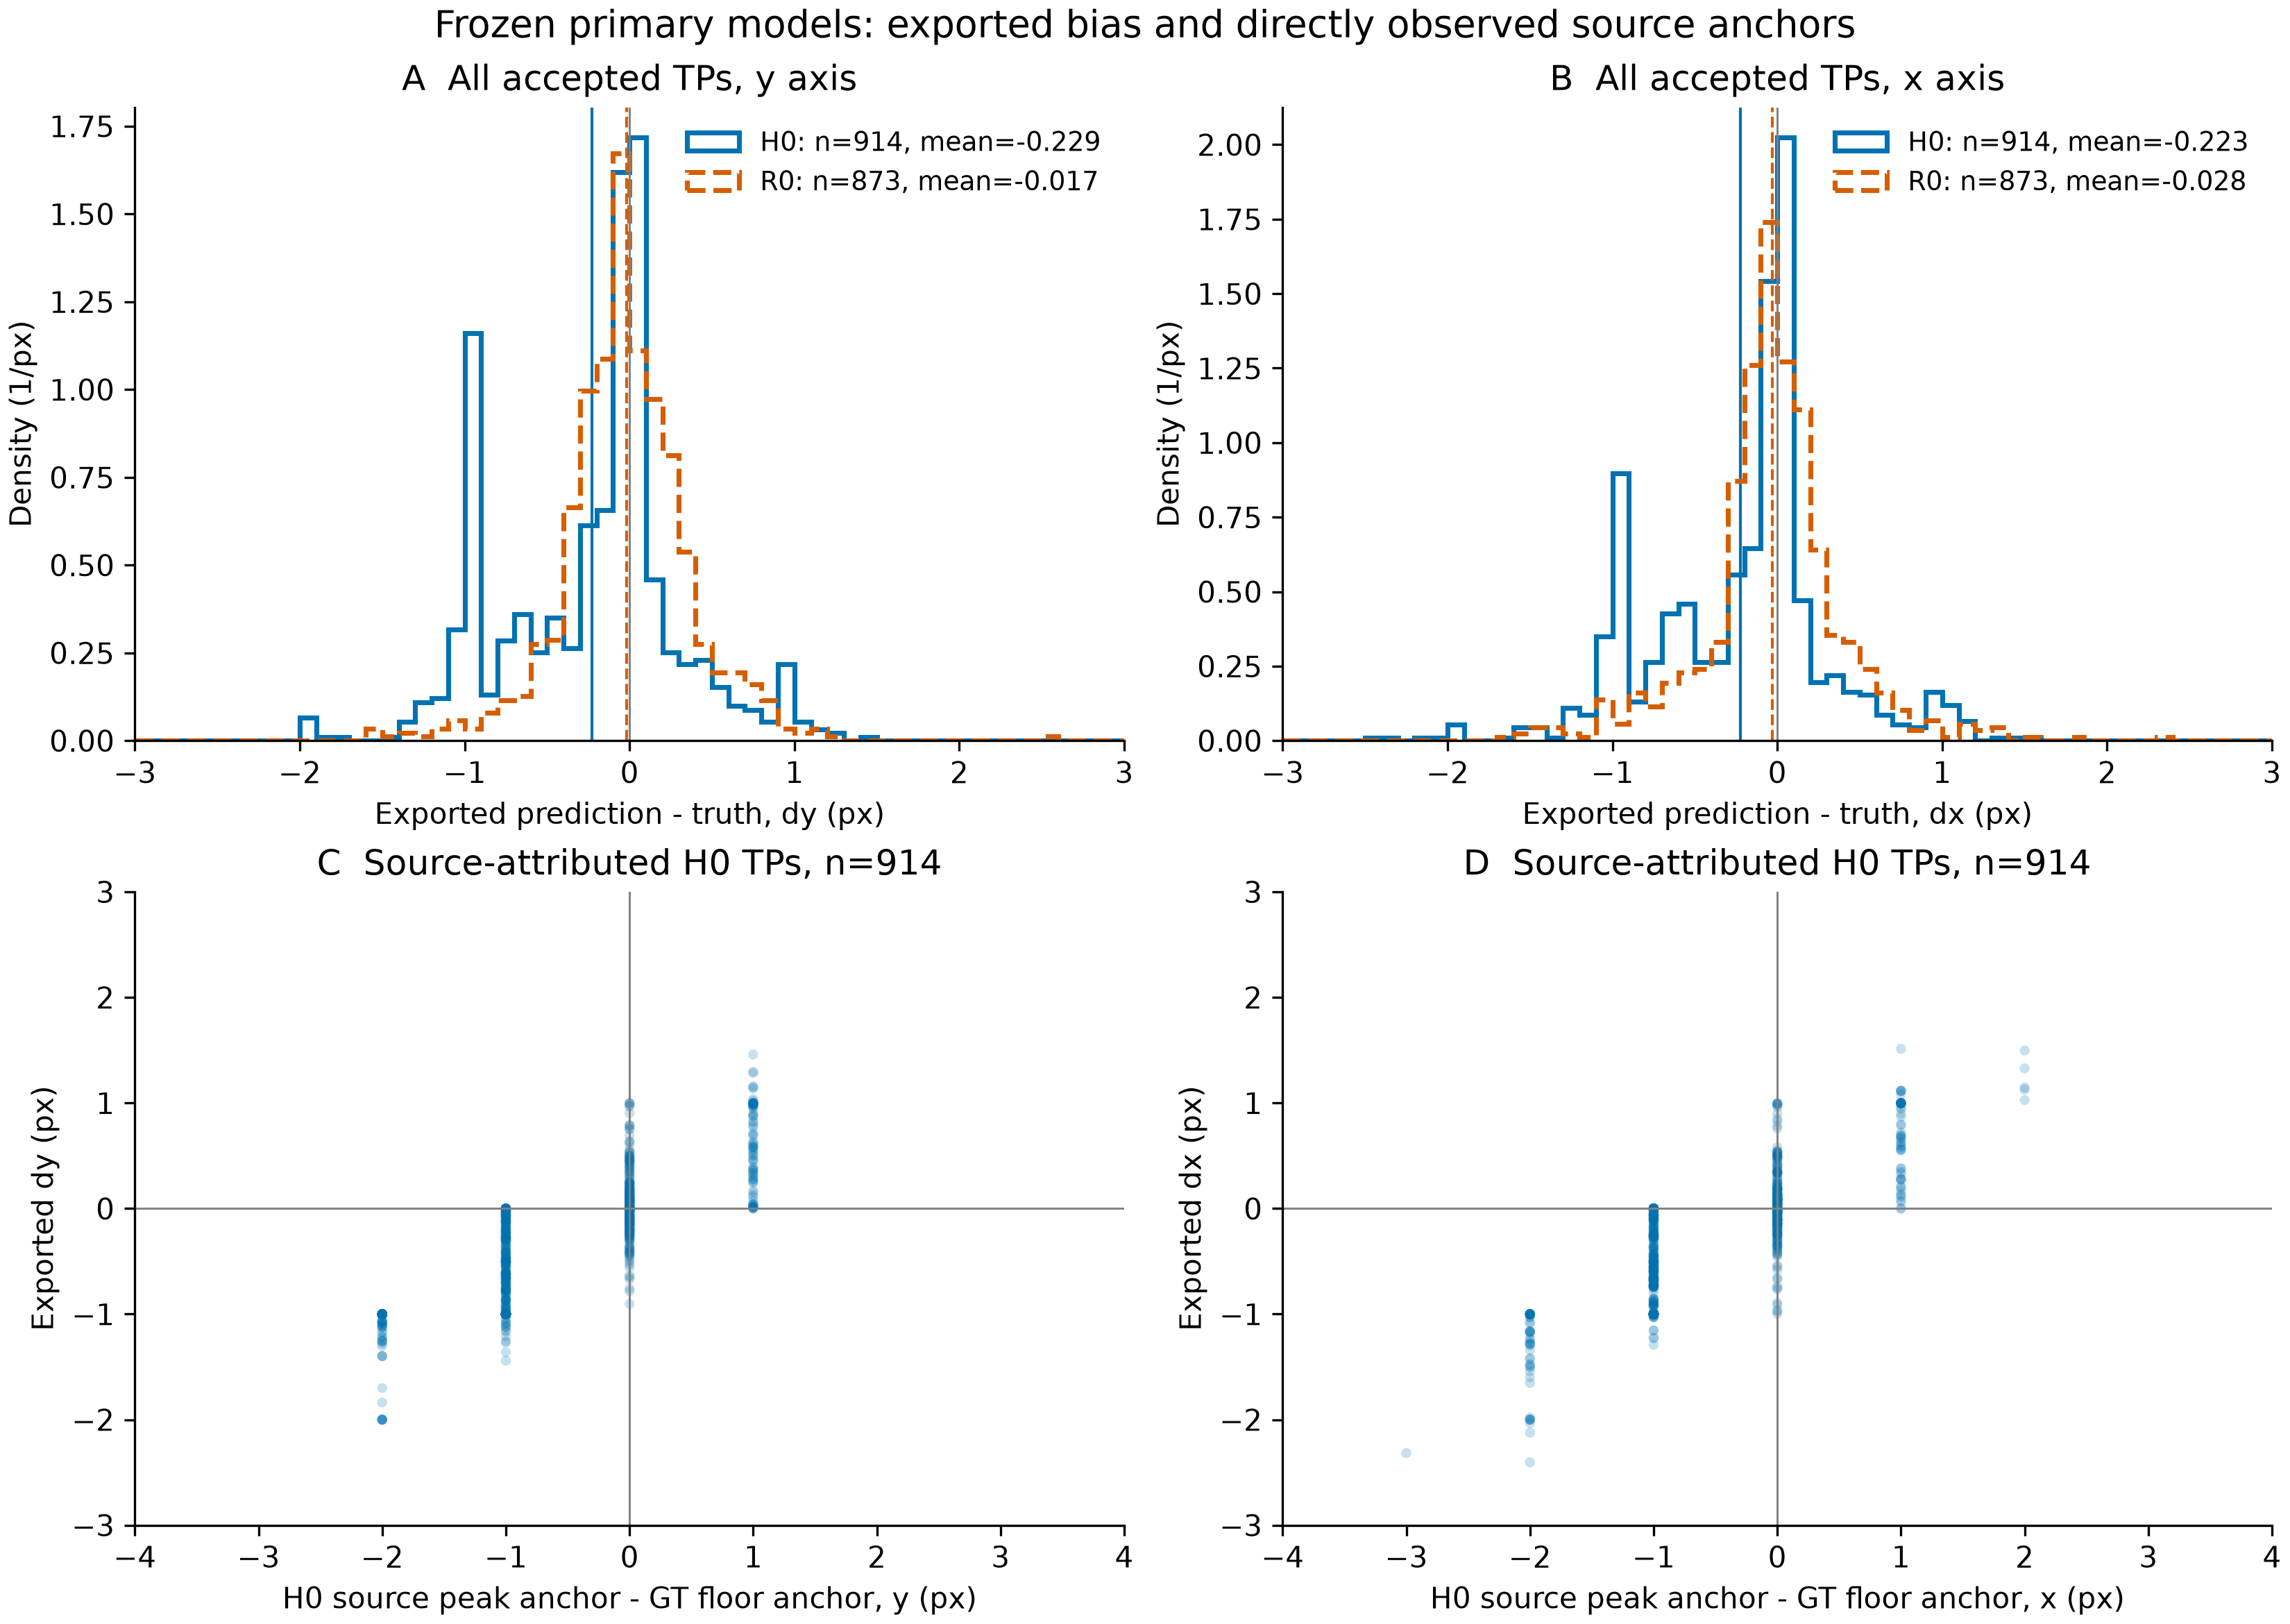 Frozen primary models: exported bias and directly observed source anchors
A  All accepted TPs, y axis
H0: n=914, mean=-0.229
R0: n=873, mean=-0.017
1.75
1.50
1.25
1.00
0.75
0.50
0.25
0.00
Density (1/px)
−3 −2 −1 0 1 2 3
Exported prediction - truth, dy (px)
B  All accepted TPs, x axis
H0: n=914, mean=-0.223
R0: n=873, mean=-0.028
2.00
1.75
1.50
1.25
1.00
0.75
0.50
0.25
0.00
Density (1/px)
−3 −2 −1 0 1 2 3
Exported prediction - truth, dx (px)
C  Source-attributed H0 TPs, n=914
3
2
1
0
−1
−2
−3
Exported dy (px)
−4 −3 −2 −1 0 1 2 3 4
H0 source peak anchor - GT floor anchor, y (px)
D  Source-attributed H0 TPs, n=914
3
2
1
0
−1
−2
−3
Exported dx (px)
−4 −3 −2 −1 0 1 2 3 4
H0 source peak anchor - GT floor anchor, x (px)